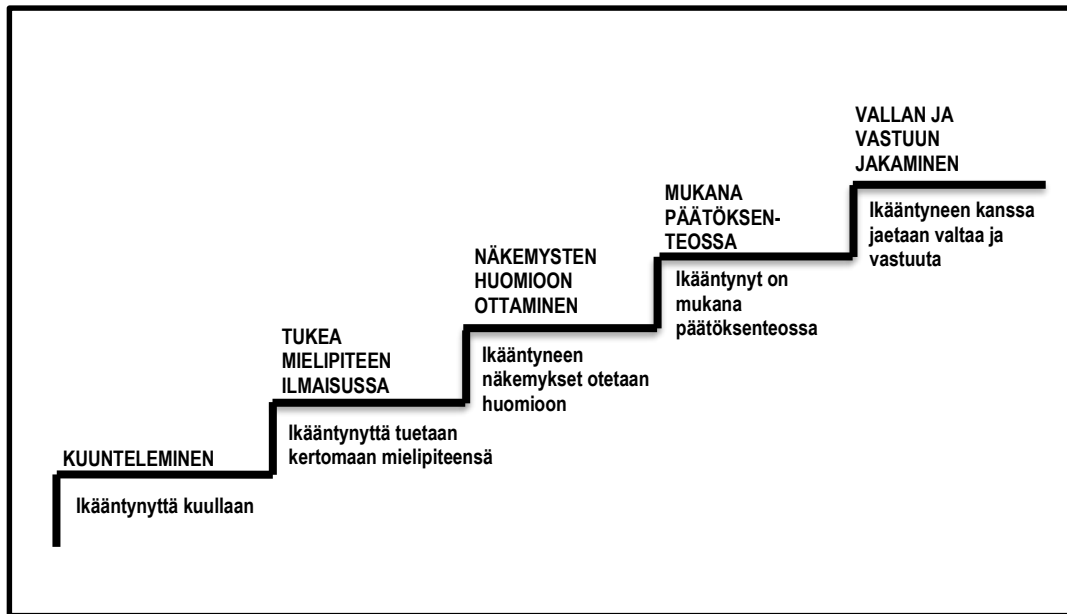 KUUNTELEMINEN
Ikääntynyttä kuullaan
TUKEA
MIELIPITEEN
ILMAISUSSA
Ikääntynyttä tuetaan
kertomaan mielipiteensä
NÄKEMYSTEN
HUOMIOON
OTTAMINEN
Ikääntyneen
näkemykset otetaan
huomioon
MUKANA
PÄÄTÖKSEN-
TEOSSA
Ikääntynyt on
mukana
päätöksenteossa
VALLAN JA
VASTUUN
JAKAMINEN
Ikääntyneen kanssa
jaetaan valtaa ja
vastuuta